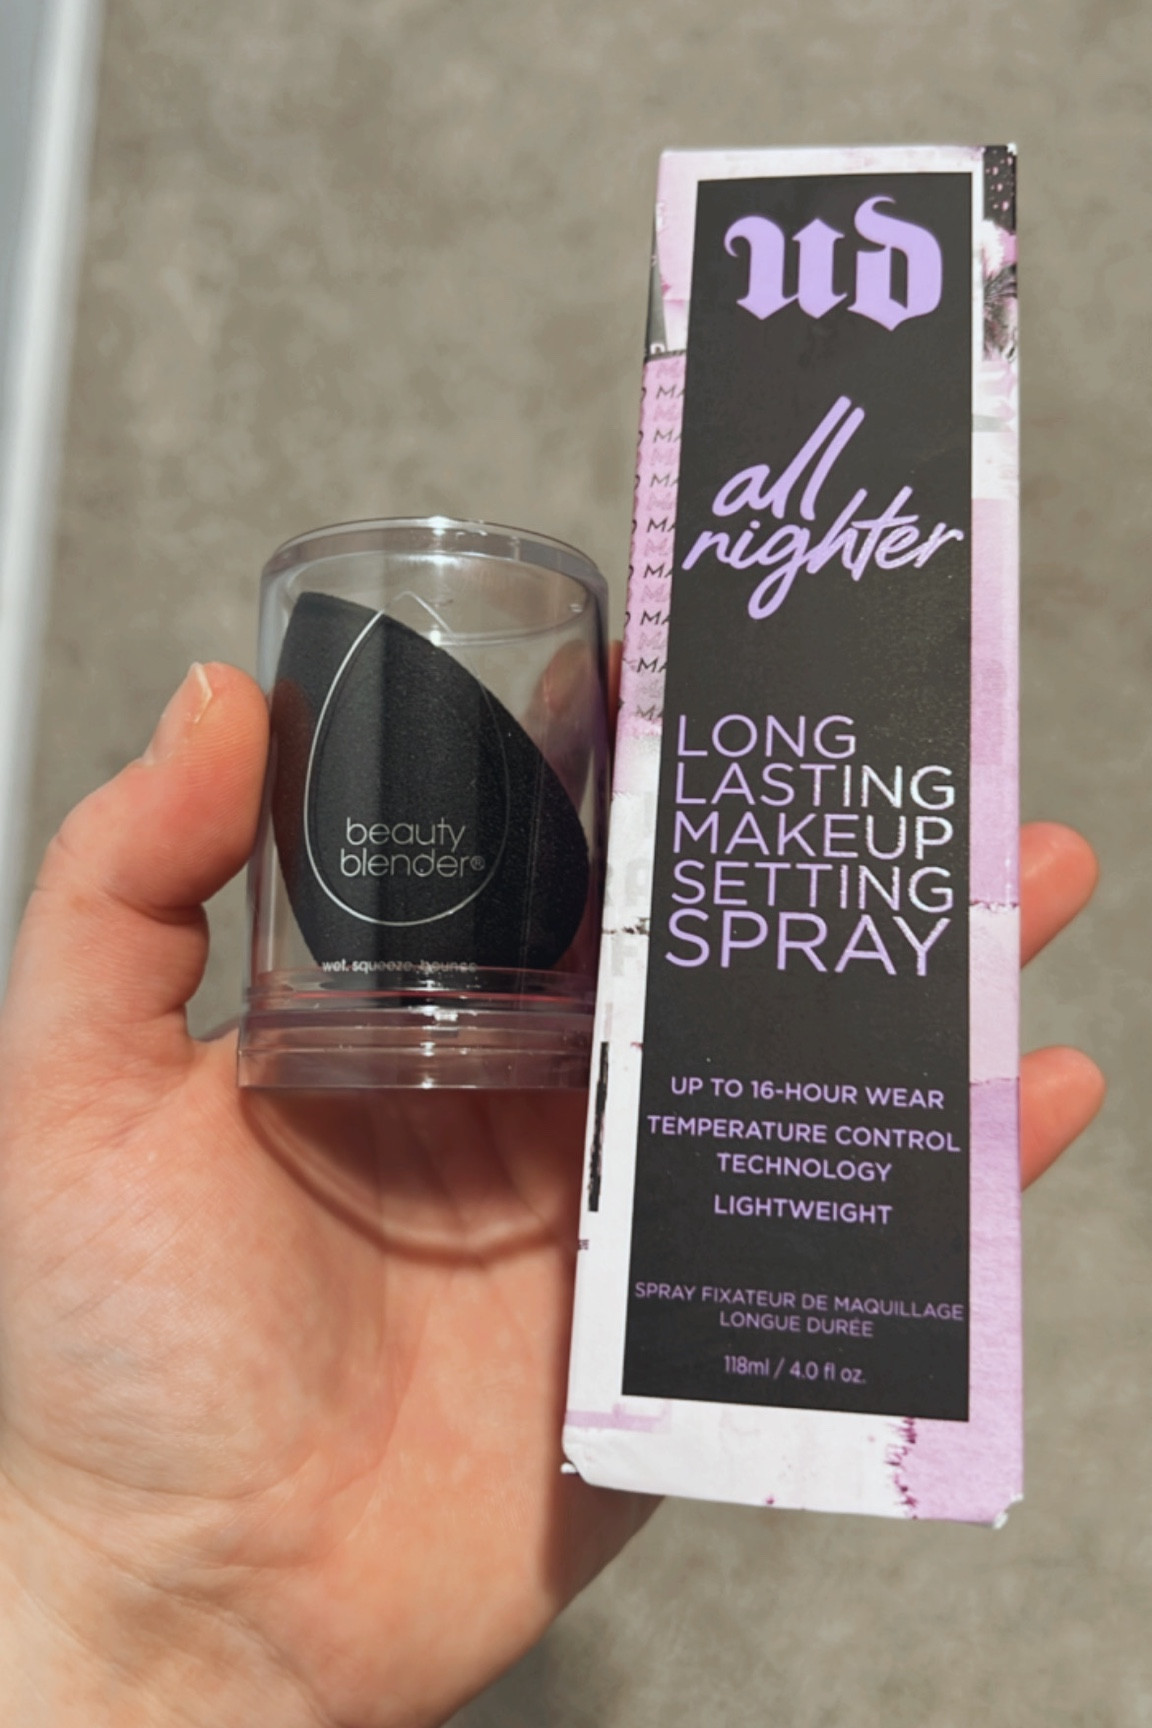 beauty
blender®
wet. squeeze. bounce
ud
all
nighter
LONG
LASTING
MAKEUP
SETTING
SPRAY
UP TO 16-HOUR WEAR
TEMPERATURE CONTROL
TECHNOLOGY
LIGHTWEIGHT
SPRAY FIXATEUR DE MAQUILLAGE
LONGUE DURÉE
118ml / 4.0 fl oz.